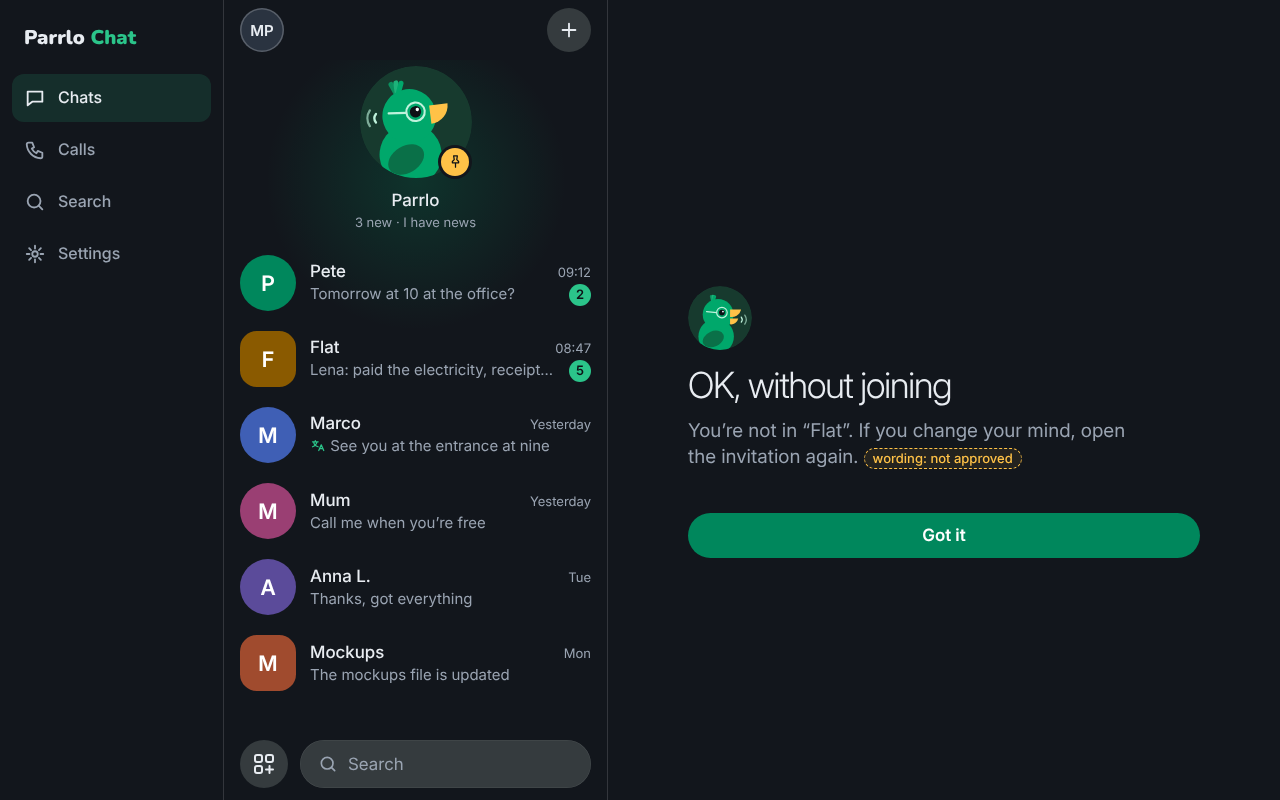 Parrlo Chat
Chats
Calls
Search
Settings
MP
Parrlo
3 new · I have news
P
Pete
09:12
Tomorrow at 10 at the office?
2
F
Flat
08:47
Lena: paid the electricity, receipt...
5
M
Marco
Yesterday
See you at the entrance at nine
M
Mum
Yesterday
Call me when you’re free
A
Anna L.
Tue
Thanks, got everything
M
Mockups
Mon
The mockups file is updated
Search
OK, without joining
You’re not in “Flat”. If you change your mind, open
the invitation again. wording: not approved
Got it